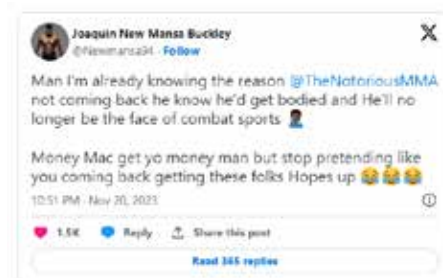 Joaquin New Mansa Buckley
@Newmansa94 · Follow
Man I'm already knowing the reason @TheNotoriousMMA
not coming back he know he'd get bodied and He'll no
longer be the face of combat sports
Money Mac get yo money man but stop pretending like
you coming back getting these folks Hopes up 😂😂😂
10:51 PM · Nov 20, 2023
1.5K Reply Share this post
Read 365 replies